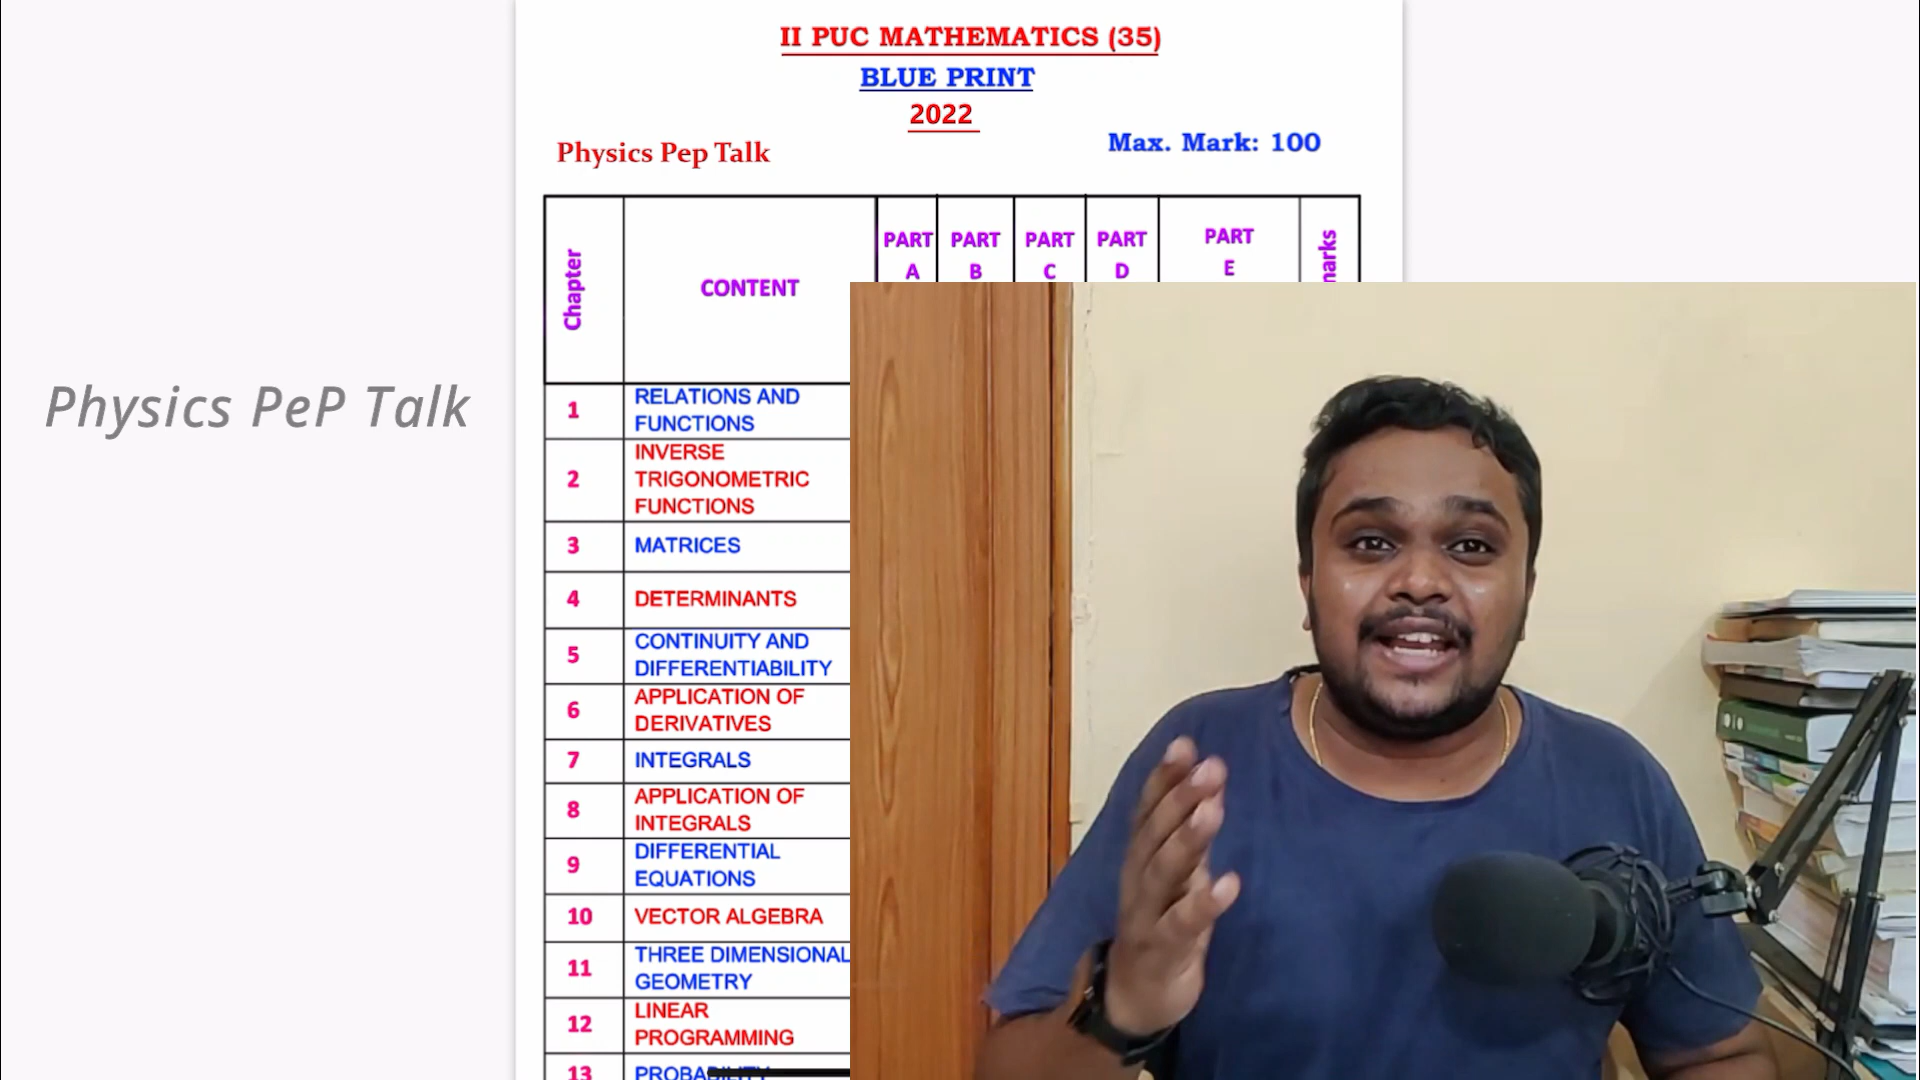 II PUC MATHEMATICS (35)
BLUE PRINT
2022
Physics Pep Talk
Max. Mark: 100
Chapter
CONTENT
PART A
PART B
PART C
PART D
PART E
Physics PeP Talk
1
RELATIONS AND
FUNCTIONS
2
INVERSE
TRIGONOMETRIC
FUNCTIONS
3
MATRICES
4
DETERMINANTS
5
CONTINUITY AND
DIFFERENTIABILITY
6
APPLICATION OF
DERIVATIVES
7
INTEGRALS
8
APPLICATION OF
INTEGRALS
9
DIFFERENTIAL
EQUATIONS
10
VECTOR ALGEBRA
11
THREE DIMENSIONAL
GEOMETRY
12
LINEAR
PROGRAMMING
13
PROBABILITY